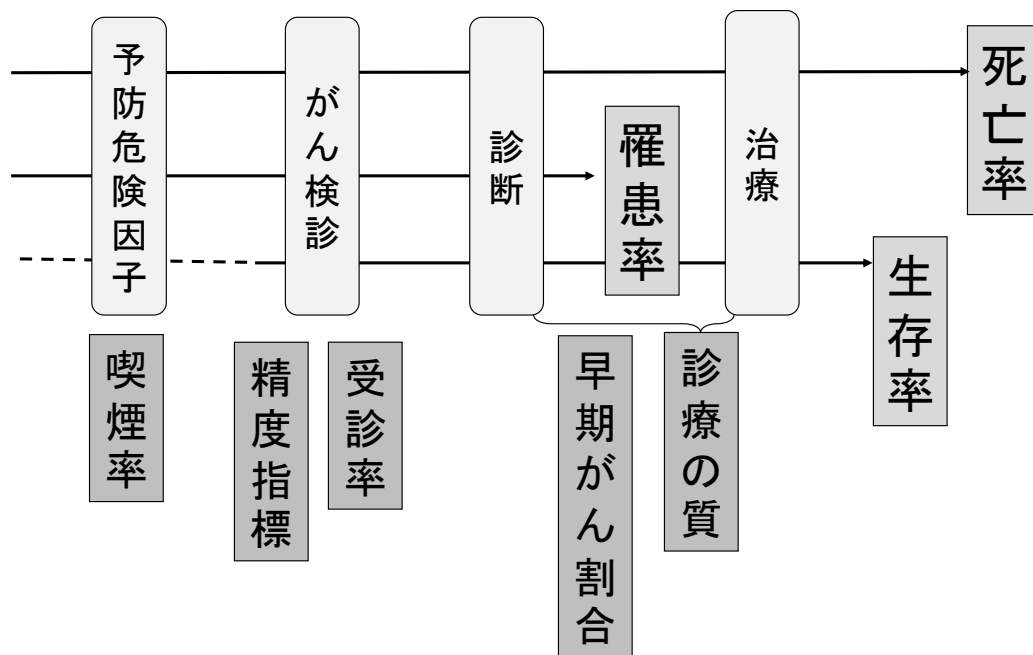 予防危険因子
がん検診
診断
治療
罹患率
死亡率
生存率
喫煙率
精度指標
受診率
早期がん割合
診療の質